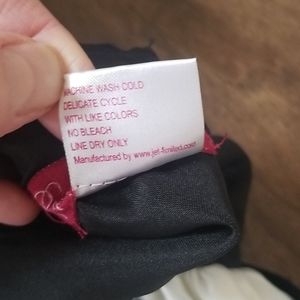 MACHINE WASH COLD
DELICATE CYCLE
WITH LIKE COLORS
NO BLEACH
LINE DRY ONLY
Manufactured by www.jet-limited.com